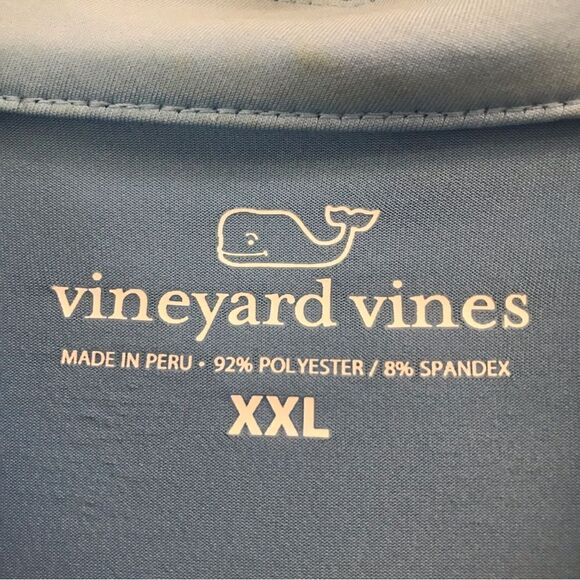 vineyard vines
MADE IN PERU • 92% POLYESTER / 8% SPANDEX
XXL